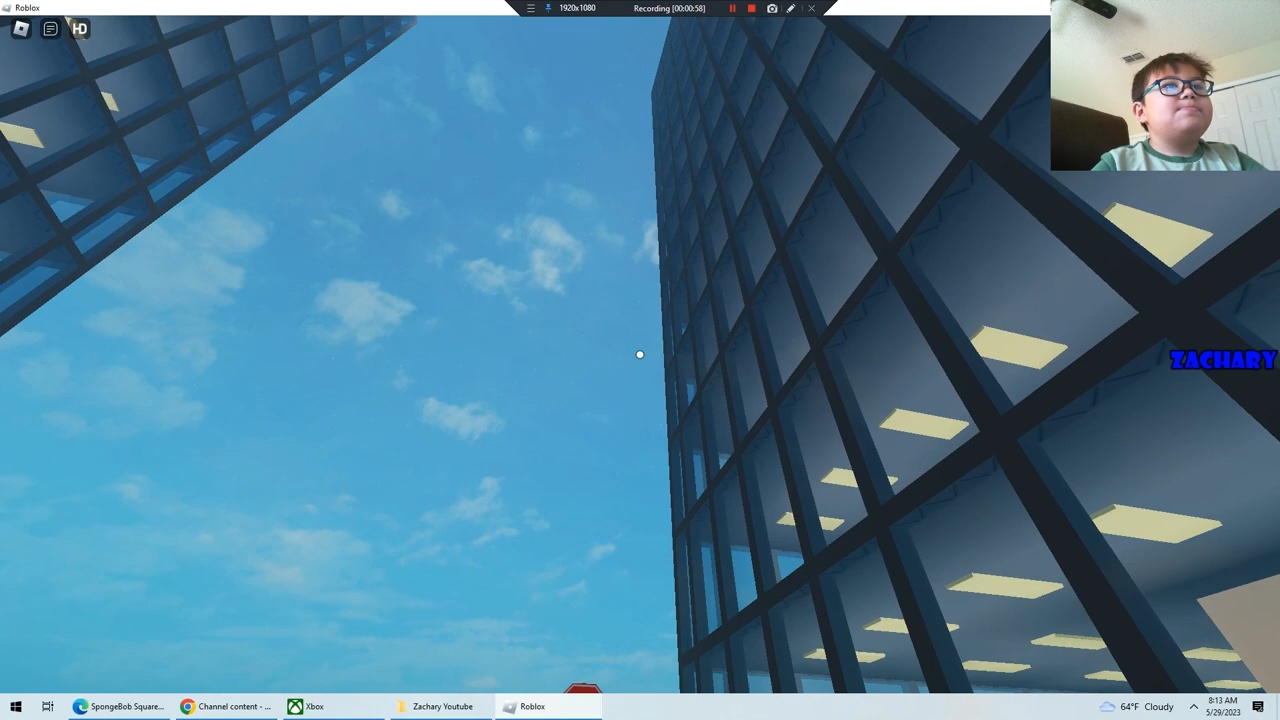 Roblox
1920x1080
Recording [00:00:58]
HD
ZACHARY
SpongeBob Square...
Channel content - ...
Xbox
Zachary Youtube
Roblox
64°F Cloudy
8:13 AM
5/29/2023